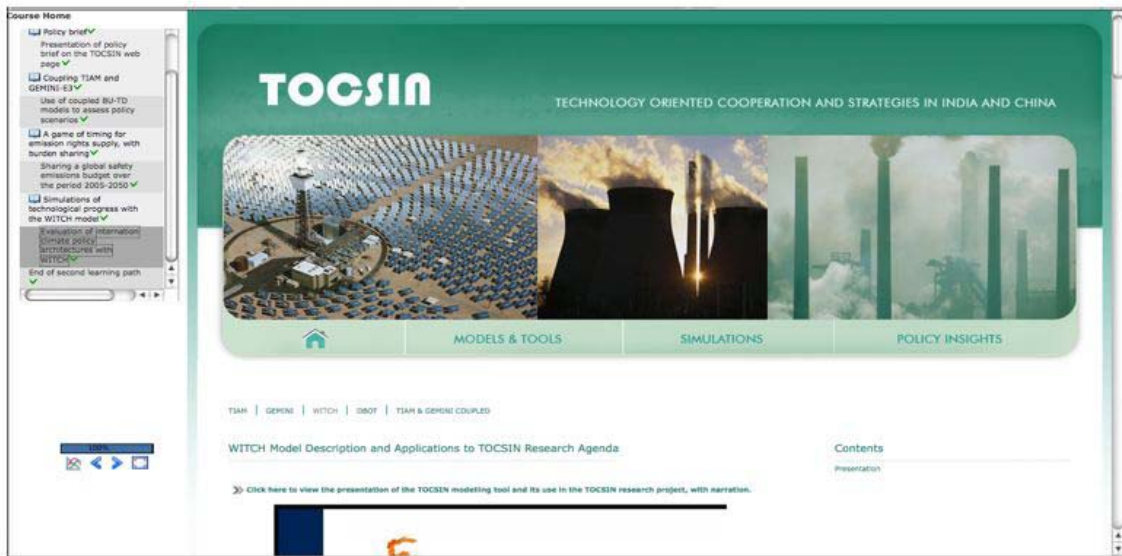 Course Home
Policy brief
Presentation of policy
brief on the TOCSIN web
page
Coupling TIAM and
GEMINI-E3
Use of coupled BU-TD
models to assess policy
scenarios
A game of timing for
emission rights supply, with
burden sharing
Sharing a global safety
emissions budget over
the period 2005-2050
Simulations of
technological progress with
the WITCH model
Evaluation of internation
climate policy
architectures with
WITCH
End of second learning path
100%
TOCSIN
TECHNOLOGY ORIENTED COOPERATION AND STRATEGIES IN INDIA AND CHINA
MODELS & TOOLS
SIMULATIONS
POLICY INSIGHTS
TIAM | GEMINI | WITCH | DBOT | TIAM & GEMINI COUPLED
WITCH Model Description and Applications to TOCSIN Research Agenda
Contents
Presentation
Click here to view the presentation of the TOCSIN modelling tool and its use in the TOCSIN research project, with narration.